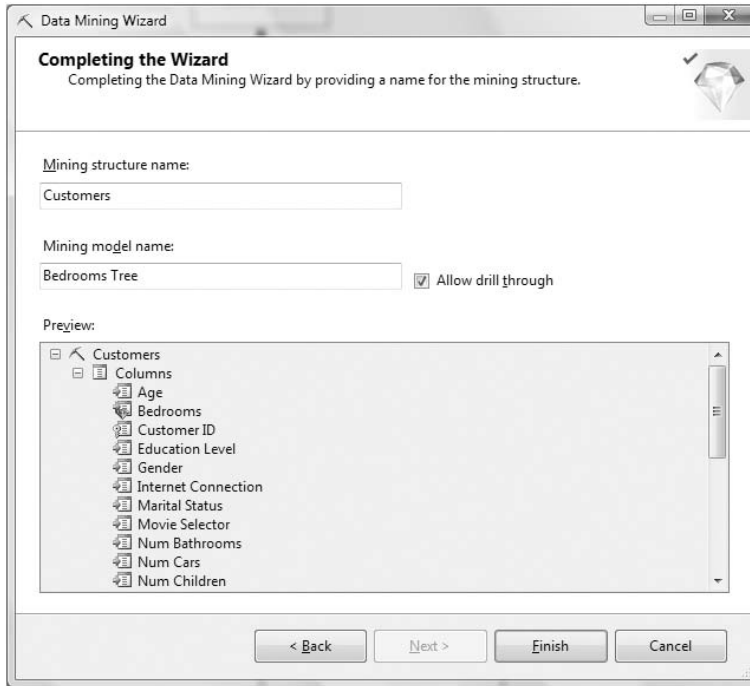 Data Mining Wizard
Completing the Wizard
Completing the Data Mining Wizard by providing a name for the mining structure.
Mining structure name:
Customers
Mining model name:
Bedrooms Tree
Allow drill through
Preview:
Customers
Columns
Age
Bedrooms
Customer ID
Education Level
Gender
Internet Connection
Marital Status
Movie Selector
Num Bathrooms
Num Cars
Num Children
< Back
Next >
Finish
Cancel